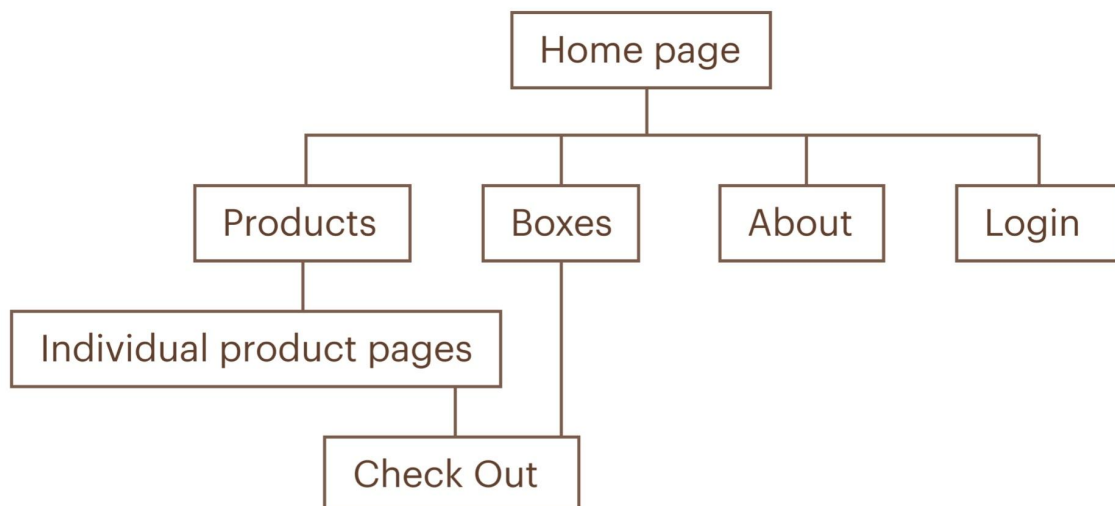 Home page
Products
Boxes
About
Login
Individual product pages
Check Out